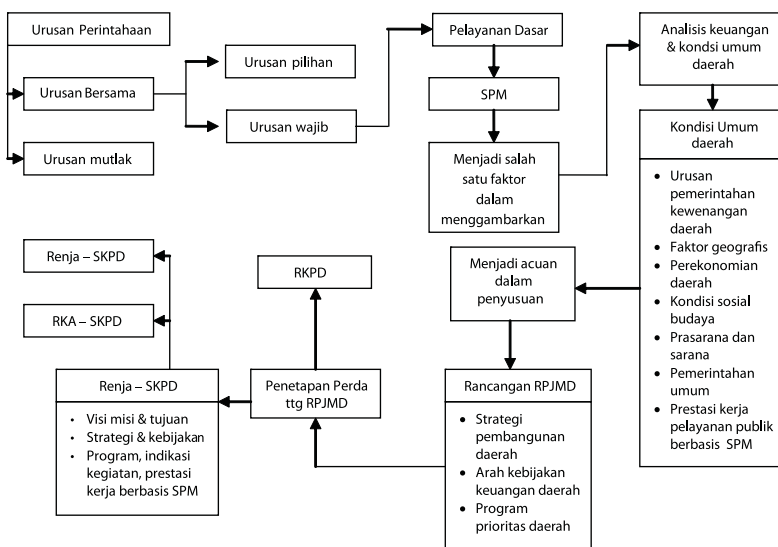 Urusan Perintahaan
Urusan Bersama
Urusan mutlak
Urusan pilihan
Urusan wajib
Pelayanan Dasar
SPM
Menjadi salah
satu faktor
dalam
menggambarkan
Analisis keuangan
& kondsi umum
daerah
Kondisi Umum
daerah
• Urusan
pemerintahan
kewenangan
daerah
• Faktor geografis
• Perekonomian
daerah
• Kondisi sosial
budaya
• Prasarana dan
sarana
• Pemerintahan
umum
• Prestasi kerja
pelayanan publik
berbasis SPM
Menjadi acuan
dalam
penyusuan
Rancangan RPJMD
• Strategi
pembangunan
daerah
• Arah kebijakan
keuangan daerah
• Program
prioritas daerah
Penetapan Perda
ttg RPJMD
RKPD
Renja – SKPD
• Visi misi & tujuan
• Strategi & kebijakan
• Program, indikasi
kegiatan, prestasi
kerja berbasis SPM
RKA – SKPD
Renja – SKPD